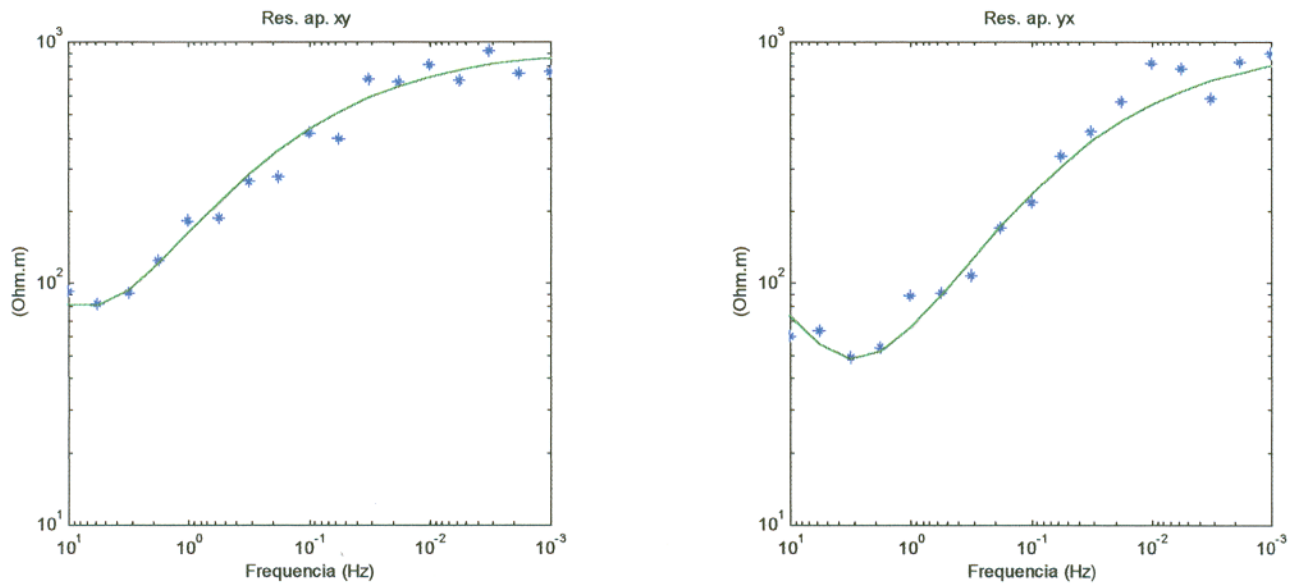 Res. ap. xy
10^3
10^2
10^1
(Ohm.m)
10^1 10^0 10^-1 10^-2 10^-3
Frequencia (Hz)
Res. ap. yx
10^3
10^2
10^1
(Ohm.m)
10^1 10^0 10^-1 10^-2 10^-3
Frequencia (Hz)